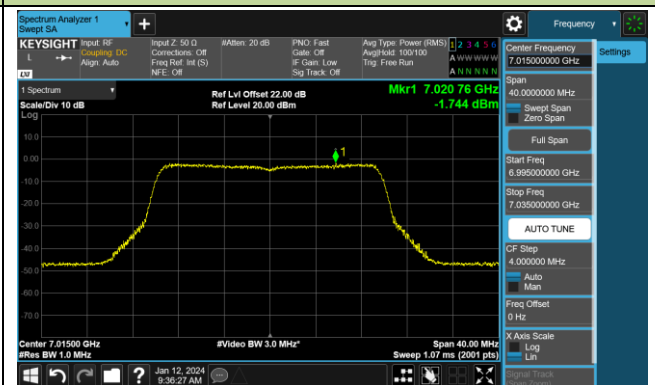 Spectrum Analyzer 1
Swept SA
+
Frequency
KEYSIGHT
L
LXI
Input: RF
Coupling: DC
Align: Auto
Input Z: 50 Ω
Corrections: Off
Freq Ref: Int (S)
NFE: Off
#Atten: 20 dB
PNO: Fast
Gate: Off
IF Gain: Low
Sig Track: Off
Avg Type: Power (RMS)
Avg|Hold: 100/100
Trig: Free Run
1 2 3 4 5 6
A W W W W W
A N N N N N
1 Spectrum
Scale/Div 10 dB
Log
Ref Lvl Offset 22.00 dB
Ref Level 20.00 dBm
Mkr1 7.020 76 GHz
-1.744 dBm
10.0
0.00
-10.0
-20.0
-30.0
-40.0
-50.0
-60.0
-70.0
1
Center 7.01500 GHz
#Res BW 1.0 MHz
#Video BW 3.0 MHz*
Span 40.00 MHz
Sweep 1.07 ms (2001 pts)
Center Frequency
7.015000000 GHz
Settings
Span
40.0000000 MHz
Swept Span
Zero Span
Full Span
Start Freq
6.995000000 GHz
Stop Freq
7.035000000 GHz
AUTO TUNE
CF Step
4.000000 MHz
Auto
Man
Freq Offset
0 Hz
X Axis Scale
Log
Lin
Signal Track
(Span Zoom)
?
Jan 12, 2024
9:36:27 AM